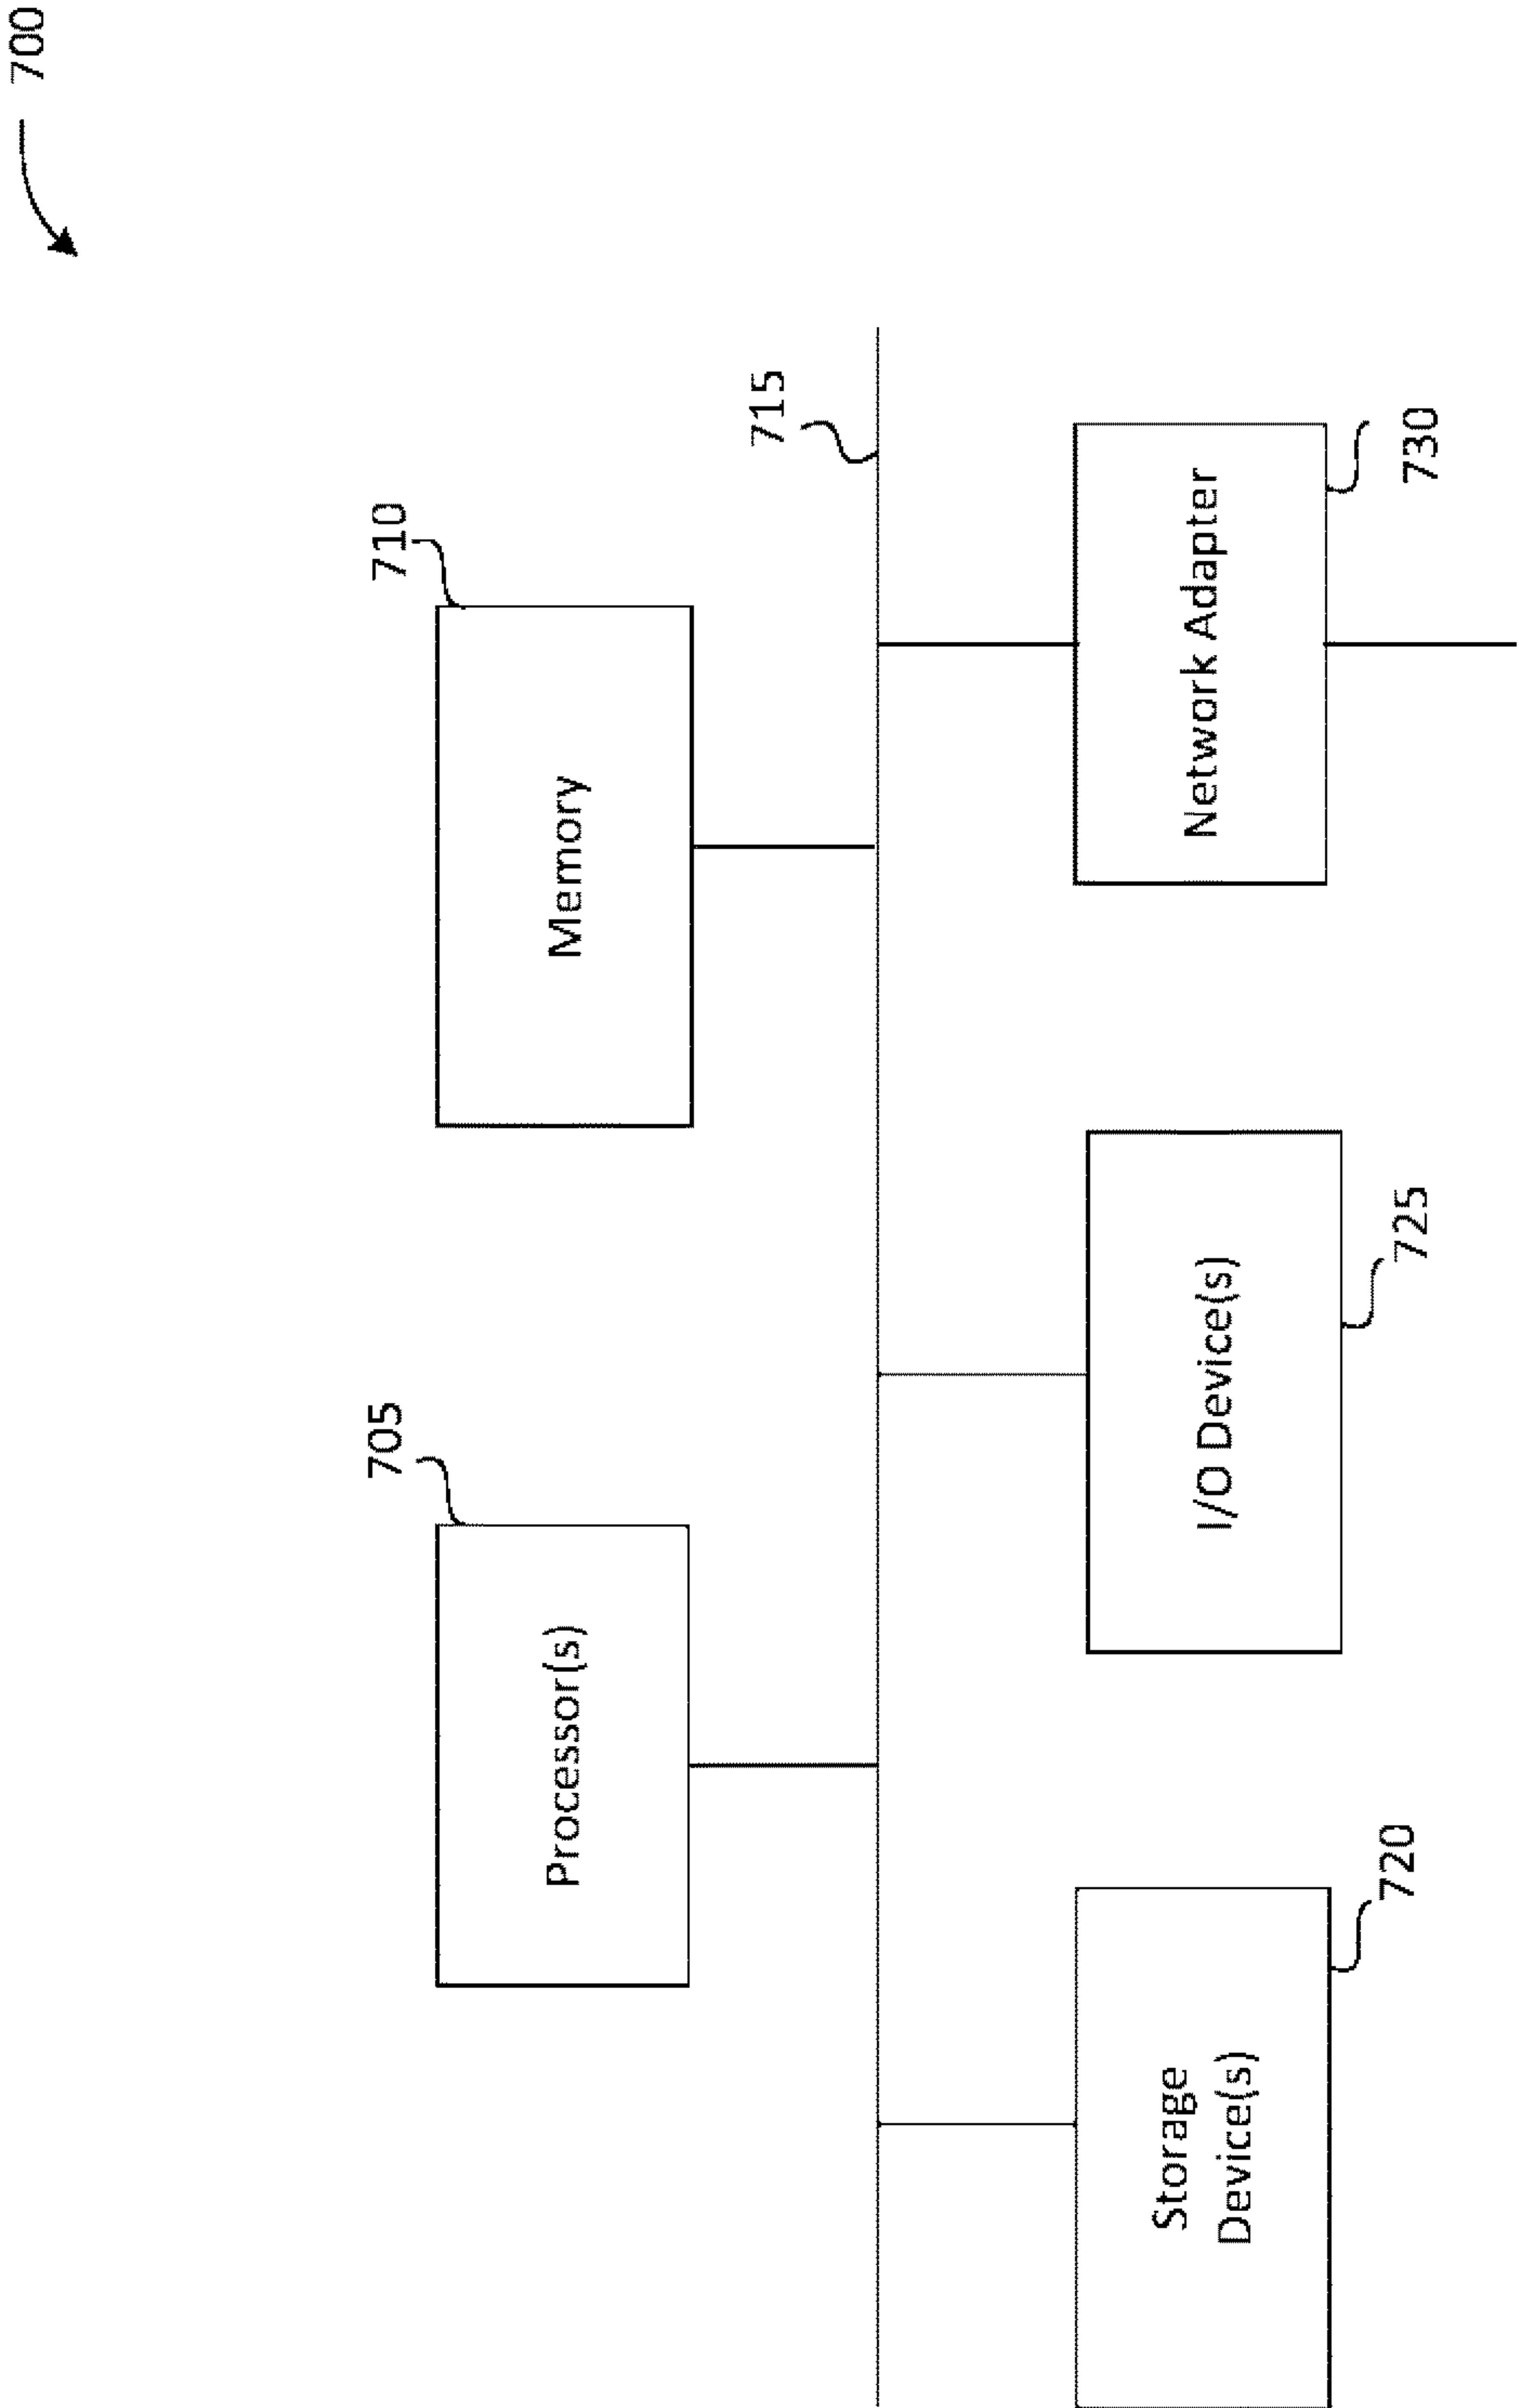 700
705
710
Processor(s)
Memory
715
Storage
Device(s)
I/O Device(s)
Network Adapter
720
725
730